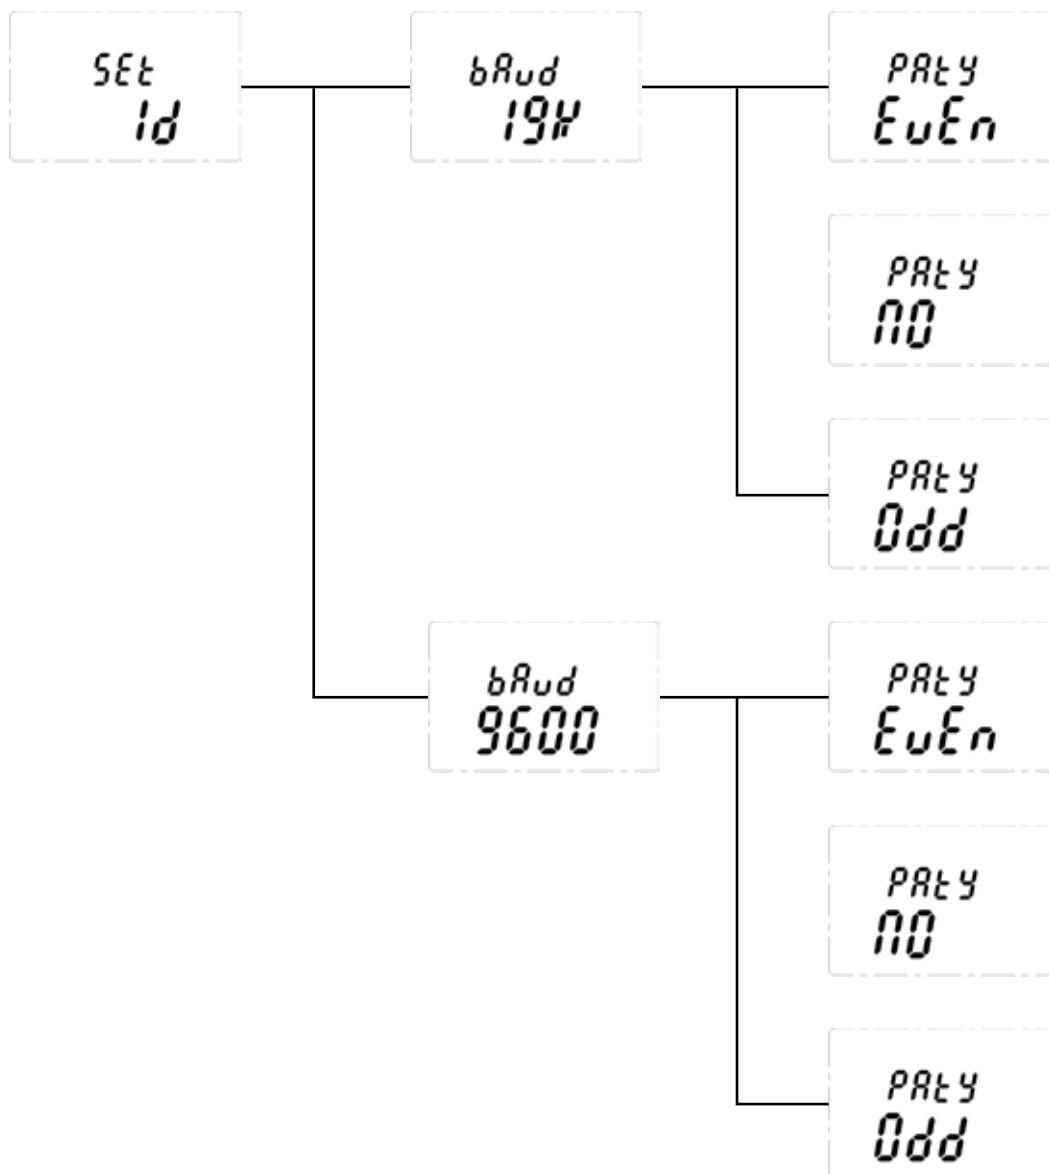 SEt
Id
bAud
19K
PAtY
EvEn
PAtY
NO
PAtY
Odd
bAud
9600
PAtY
EvEn
PAtY
NO
PAtY
Odd